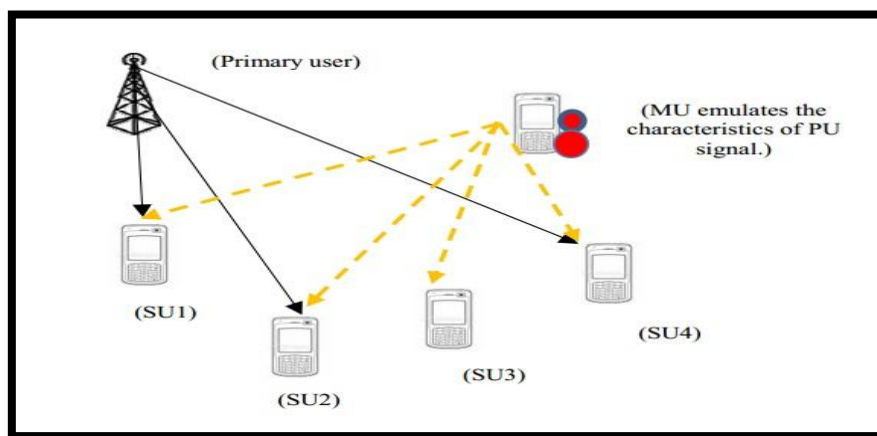 (Primary user)
(MU emulates the
characteristics of PU
signal.)
(SU1)
(SU2)
(SU3)
(SU4)